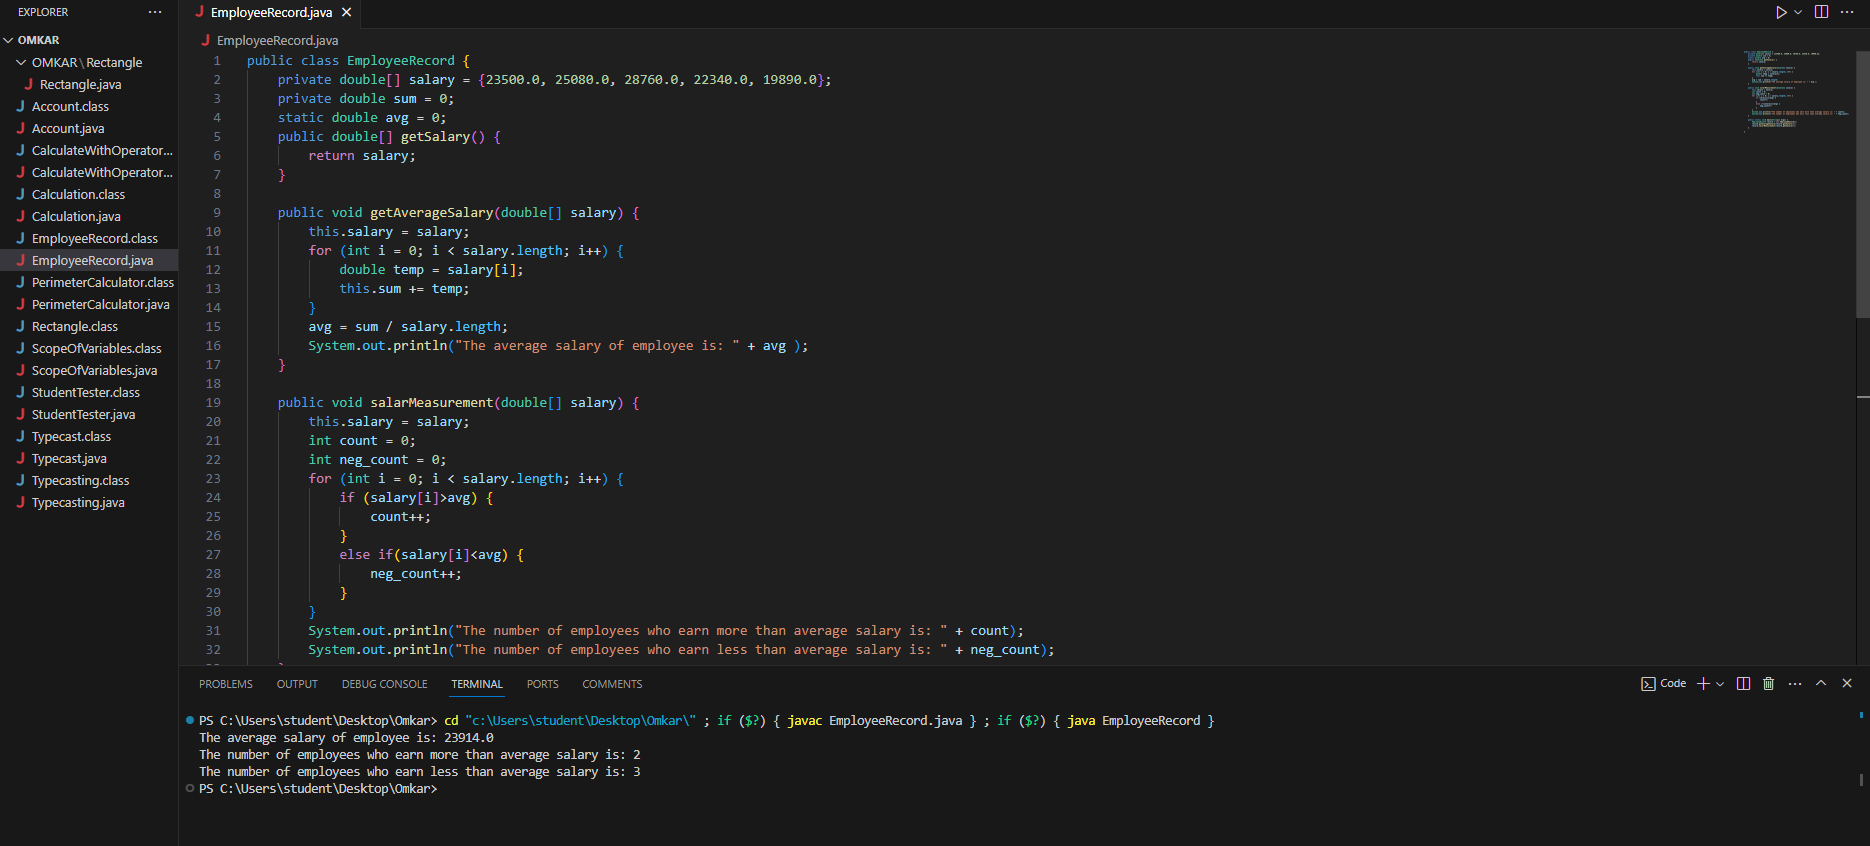 EXPLORER
OMKAR
OMKAR\Rectangle
Rectangle.java
Account.class
Account.java
CalculateWithOperator...
CalculateWithOperator...
Calculation.class
Calculation.java
EmployeeRecord.class
EmployeeRecord.java
PerimeterCalculator.class
PerimeterCalculator.java
Rectangle.class
ScopeOfVariables.class
ScopeOfVariables.java
StudentTester.class
StudentTester.java
Typecast.class
Typecast.java
Typecasting.class
Typecasting.java
EmployeeRecord.java
EmployeeRecord.java
1 public class EmployeeRecord {
2 private double[] salary = {23500.0, 25080.0, 28760.0, 22340.0, 19890.0};
3 private double sum = 0;
4 static double avg = 0;
5 public double[] getSalary() {
6 return salary;
7 }
8
9 public void getAverageSalary(double[] salary) {
10 this.salary = salary;
11 for (int i = 0; i < salary.length; i++) {
12 double temp = salary[i];
13 this.sum += temp;
14 }
15 avg = sum / salary.length;
16 System.out.println("The average salary of employee is: " + avg );
17 }
18
19 public void salarMeasurement(double[] salary) {
20 this.salary = salary;
21 int count = 0;
22 int neg_count = 0;
23 for (int i = 0; i < salary.length; i++) {
24 if (salary[i]>avg) {
25 count++;
26 }
27 else if(salary[i]<avg) {
28 neg_count++;
29 }
30 }
31 System.out.println("The number of employees who earn more than average salary is: " + count);
32 System.out.println("The number of employees who earn less than average salary is: " + neg_count);
PROBLEMS OUTPUT DEBUG CONSOLE TERMINAL PORTS COMMENTS
Code
PS C:\Users\student\Desktop\Omkar> cd "c:\Users\student\Desktop\Omkar\" ; if ($?) { javac EmployeeRecord.java } ; if ($?) { java EmployeeRecord }
The average salary of employee is: 23914.0
The number of employees who earn more than average salary is: 2
The number of employees who earn less than average salary is: 3
PS C:\Users\student\Desktop\Omkar>